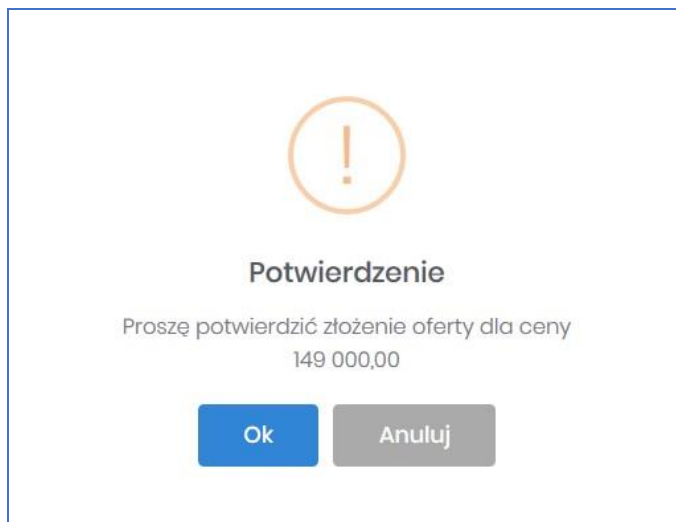 Potwierdzenie
Proszę potwierdzić złożenie oferty dla ceny
149 000,00
Ok
Anuluj